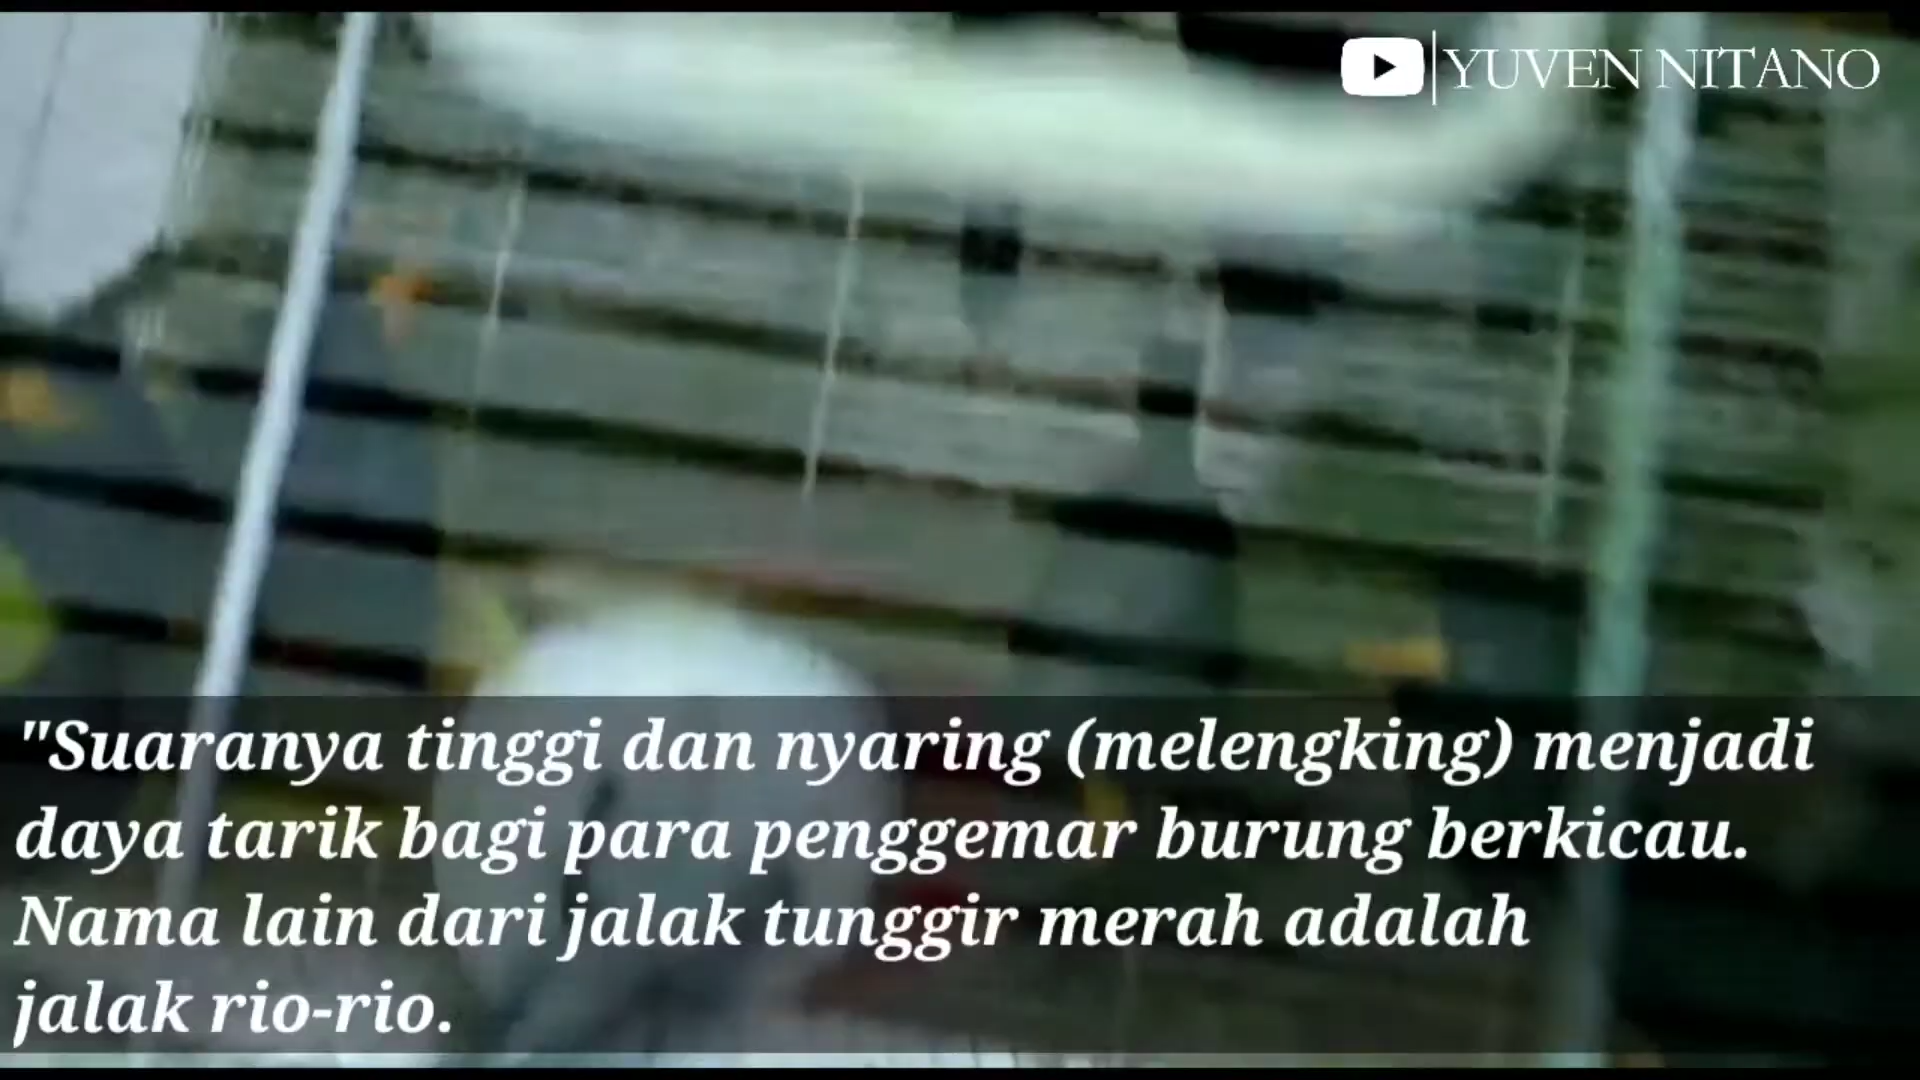 YUVEN NITANO
"Suaranya tinggi dan nyaring (melengking) menjadi
daya tarik bagi para penggemar burung berkicau.
Nama lain dari jalak tunggir merah adalah
jalak rio-rio.